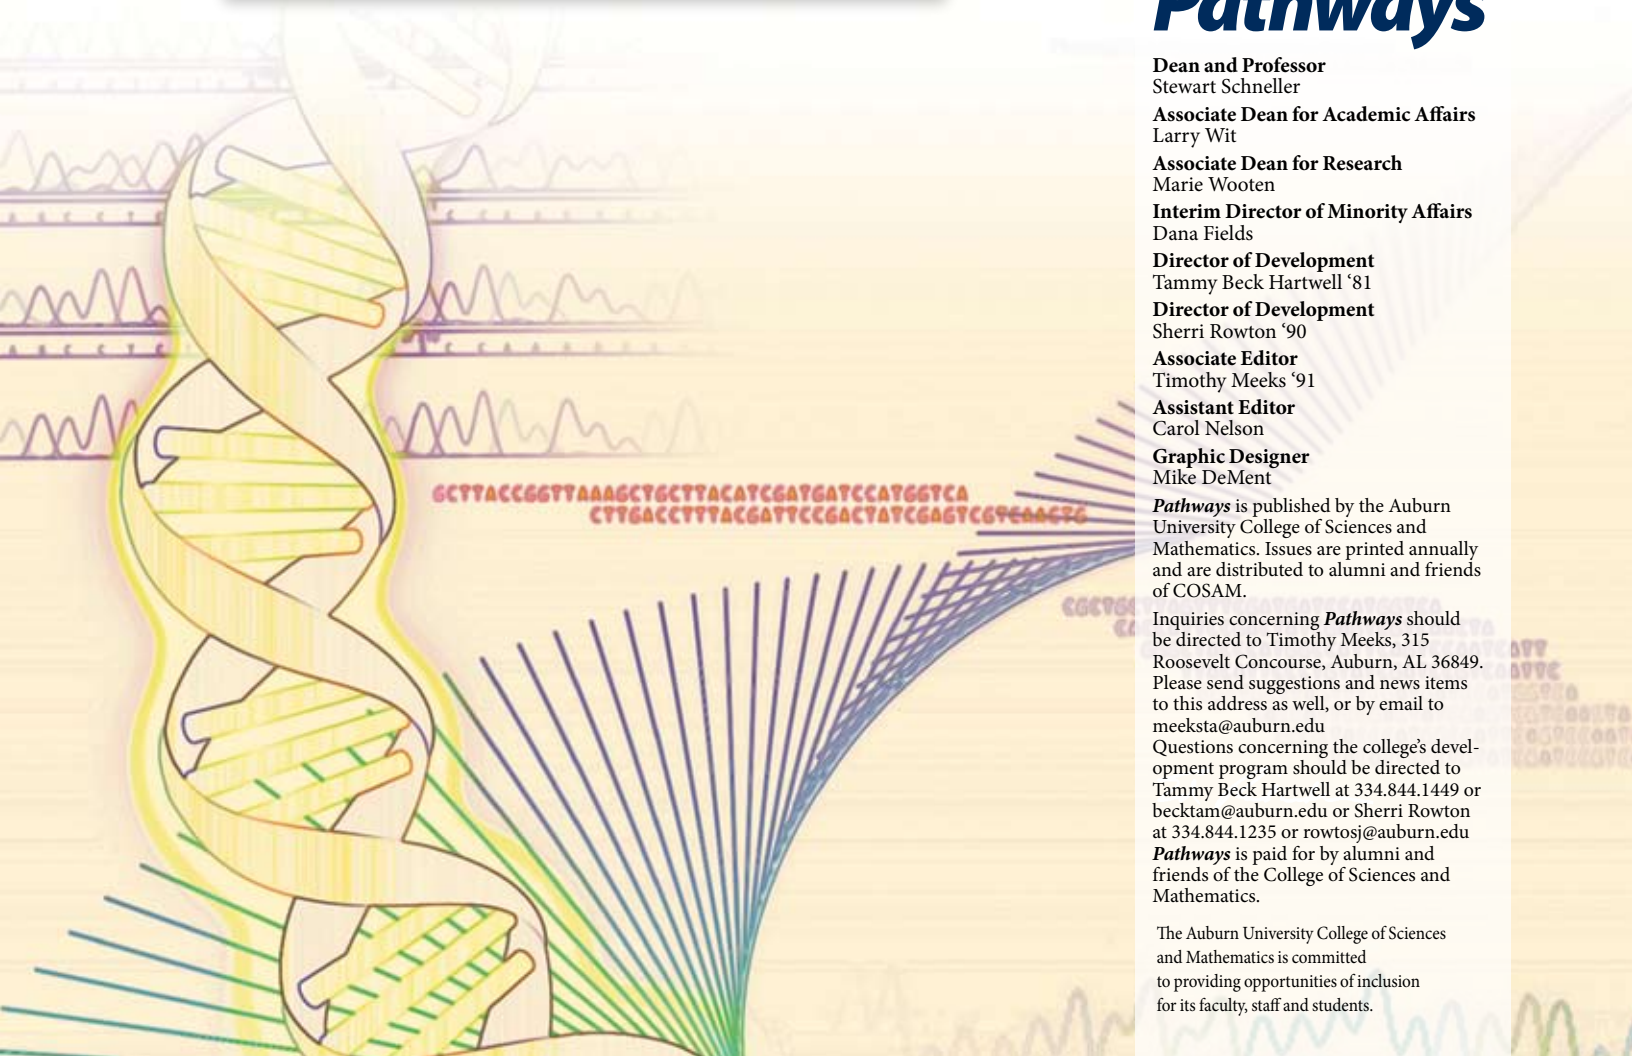 Pathways
Dean and Professor
Stewart Schneller
Associate Dean for Academic Affairs
Larry Wit
Associate Dean for Research
Marie Wooten
Interim Director of Minority Affairs
Dana Fields
Director of Development
Tammy Beck Hartwell ‘81
Director of Development
Sherri Rowton ‘90
Associate Editor
Timothy Meeks ‘91
Assistant Editor
Carol Nelson
Graphic Designer
Mike DeMent
Pathways is published by the Auburn
University College of Sciences and
Mathematics. Issues are printed annually
and are distributed to alumni and friends
of COSAM.
Inquiries concerning Pathways should
be directed to Timothy Meeks, 315
Roosevelt Concourse, Auburn, AL 36849.
Please send suggestions and news items
to this address as well, or by email to
meeksta@auburn.edu
Questions concerning the college’s devel-
opment program should be directed to
Tammy Beck Hartwell at 334.844.1449 or
becktam@auburn.edu or Sherri Rowton
at 334.844.1235 or rowtosj@auburn.edu
Pathways is paid for by alumni and
friends of the College of Sciences and
Mathematics.
The Auburn University College of Sciences
and Mathematics is committed
to providing opportunities of inclusion
for its faculty, staff and students.
GCTTACCGGTTAAAGCTGCTTACATCGATGATCCATGGTCA
CTTGACCTTTACGATTCCGACTATCGAGTCGTCAACTG